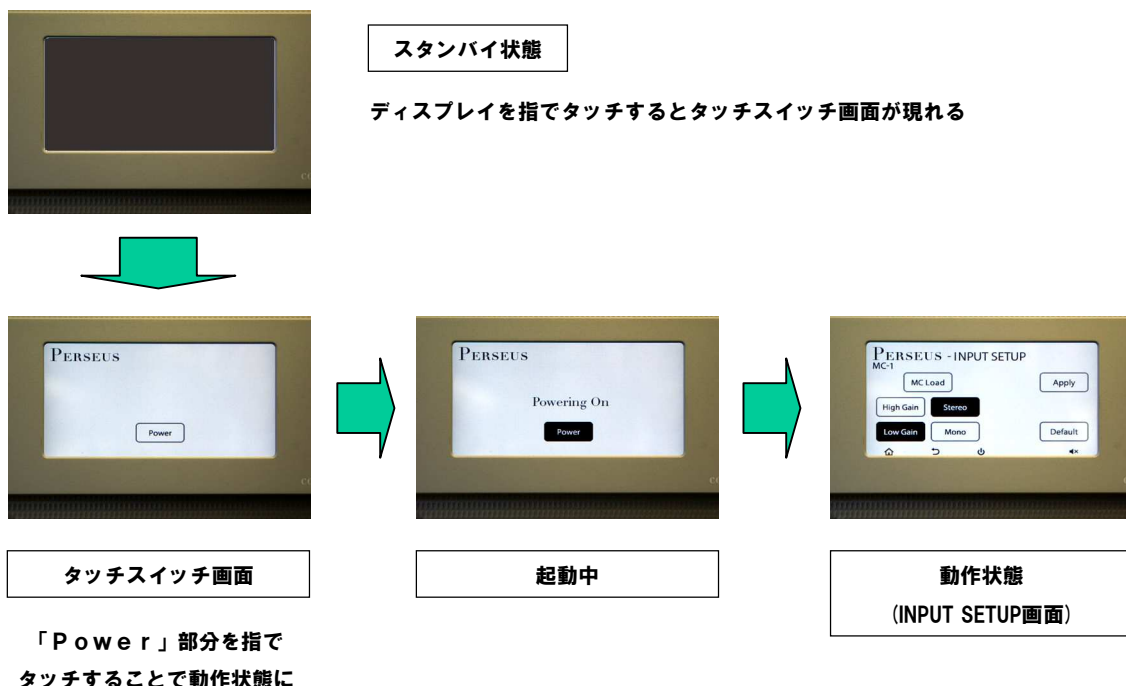 スタンバイ状態
ディスプレイを指でタッチするとタッチスイッチ画面が現れる
PERSEUS
Power
PERSEUS
Powering On
Power
PERSEUS - INPUT SETUP
MC-1
MC Load
Apply
High Gain
Stereo
Low Gain
Mono
Default
タッチスイッチ画面
起動中
動作状態
(INPUT SETUP画面)
「Power」部分を指で
タッチすることで動作状態に